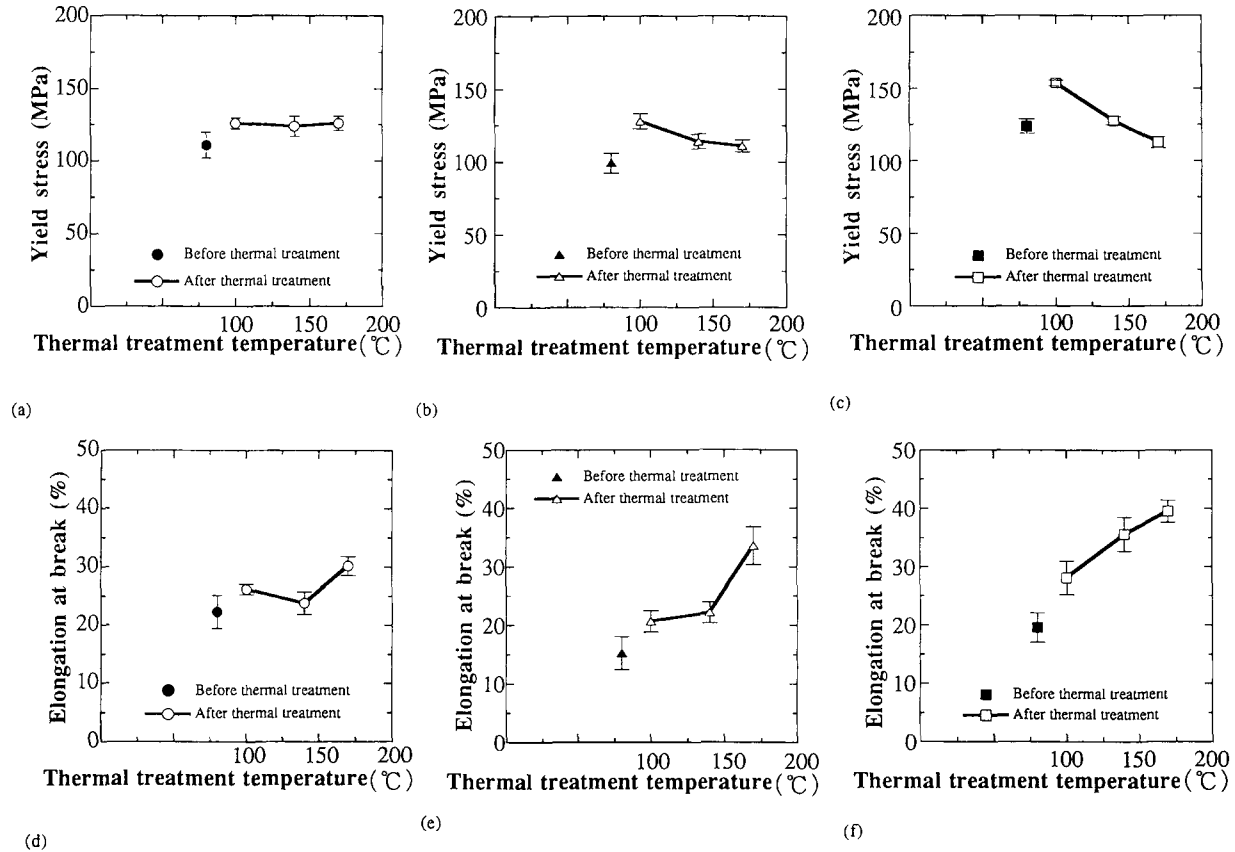 200
150
100
50
0
Yield stress (MPa)
Before thermal treatment
After thermal treatment
100 150 200
Thermal treatment temperature(℃)
(a)
200
150
100
50
0
Yield stress (MPa)
Before thermal treatment
After thermal treatment
100 150 200
Thermal treatment temperature(℃)
(b)
200
150
100
50
0
Yield stress (MPa)
Before thermal treatment
After thermal treatment
100 150 200
Thermal treatment temperature(℃)
(c)
50
40
30
20
10
0
Elongation at break (%)
Before thermal treatment
After thermal treatment
100 150 200
Thermal treatment temperature(℃)
(d)
50
40
30
20
10
0
Elongation at break (%)
Before thermal treatment
After thermal treatment
100 150 200
Thermal treatment temperature(℃)
(e)
50
40
30
20
10
0
Elongation at break (%)
Before thermal treatment
After thermal treatment
100 150 200
Thermal treatment temperature(℃)
(f)